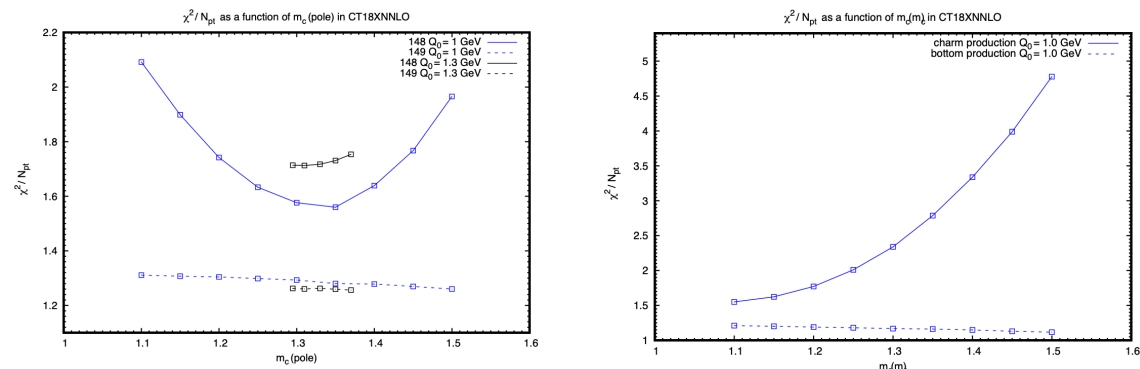 χ²/ N_pt as a function of m_c (pole) in CT18XNNLO
148 Q₀ = 1 GeV
149 Q₀ = 1 GeV
148 Q₀ = 1.3 GeV
149 Q₀ = 1.3 GeV
2.2
2
1.8
1.6
1.4
1.2
χ²/ N_pt
1 1.1 1.2 1.3 1.4 1.5 1.6
m_c (pole)
χ²/ N_pt as a function of m_c(m_c) in CT18XNNLO
charm production Q₀ = 1.0 GeV
bottom production Q₀ = 1.0 GeV
5
4.5
4
3.5
3
2.5
2
1.5
1
χ²/ N_pt
1 1.1 1.2 1.3 1.4 1.5 1.6